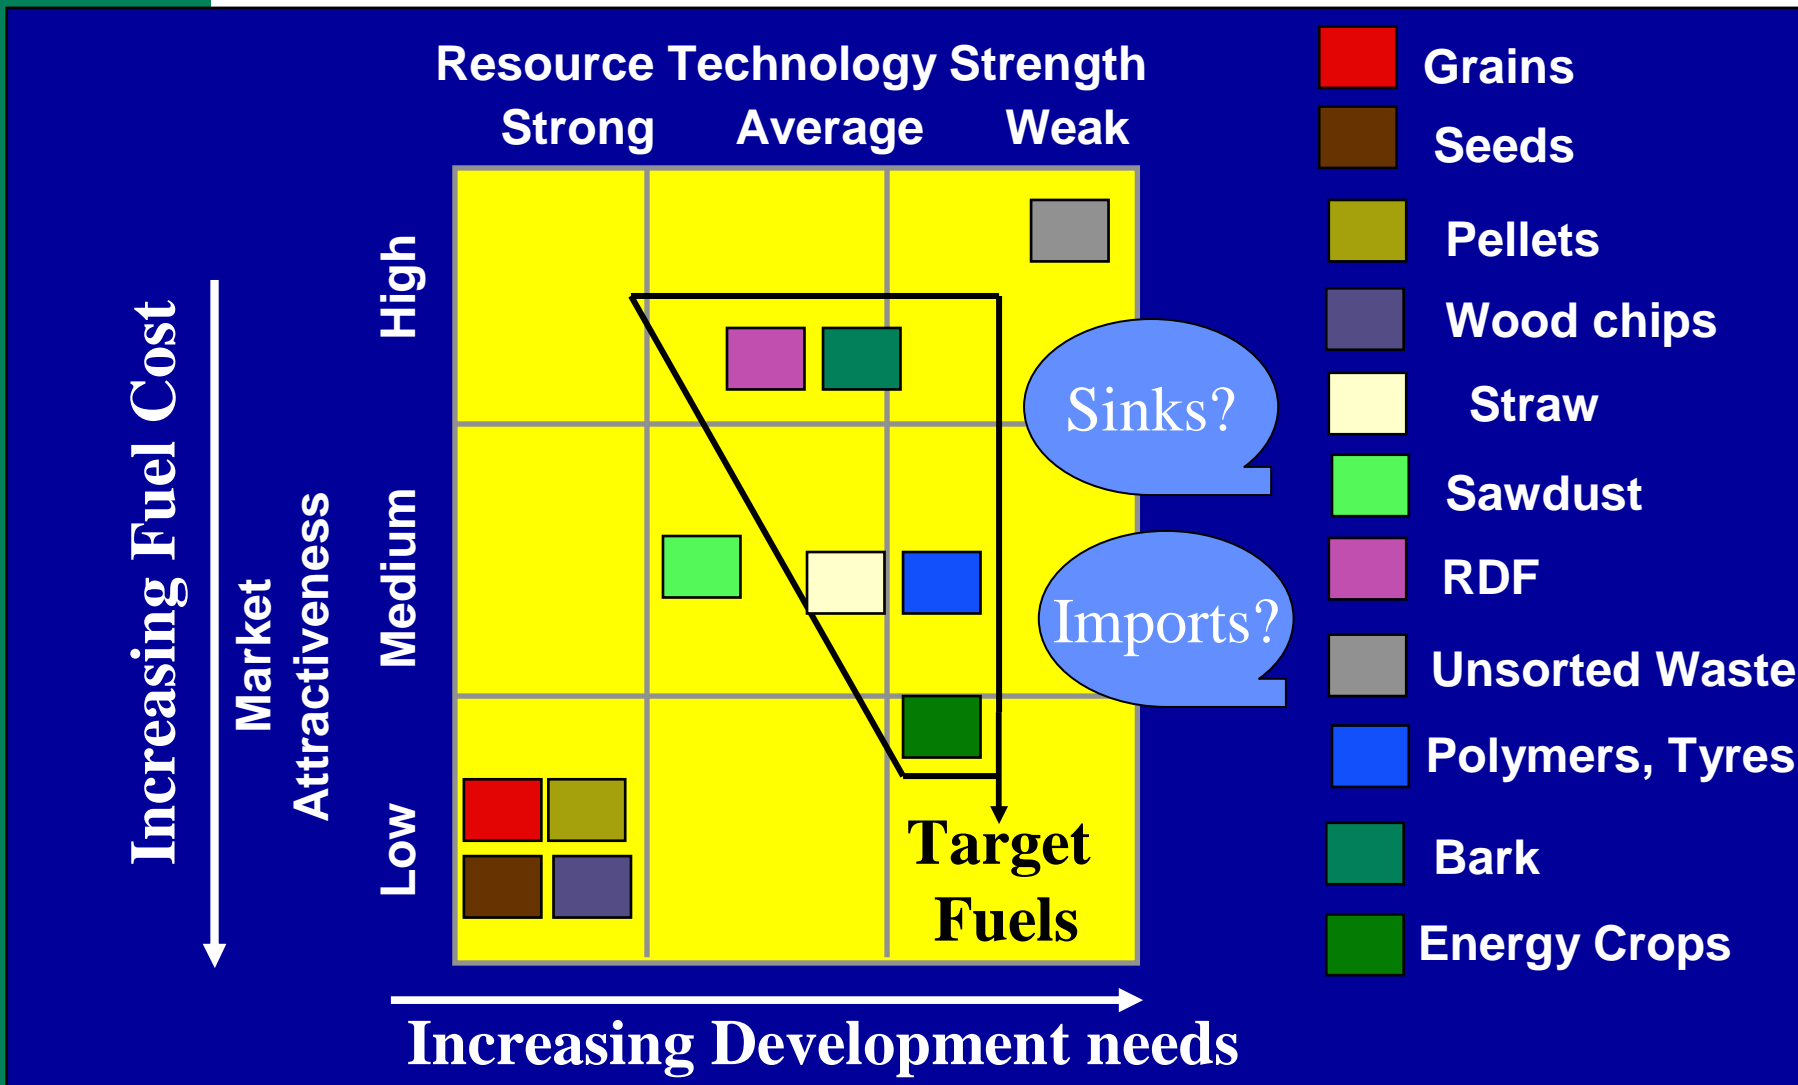 Resource Technology Strength
Strong Average Weak
Increasing Fuel Cost
Market
Attractiveness
High
Medium
Low
Sinks?
Imports?
Target
Fuels
Increasing Development needs
Grains
Seeds
Pellets
Wood chips
Straw
Sawdust
RDF
Unsorted Waste
Polymers, Tyres
Bark
Energy Crops